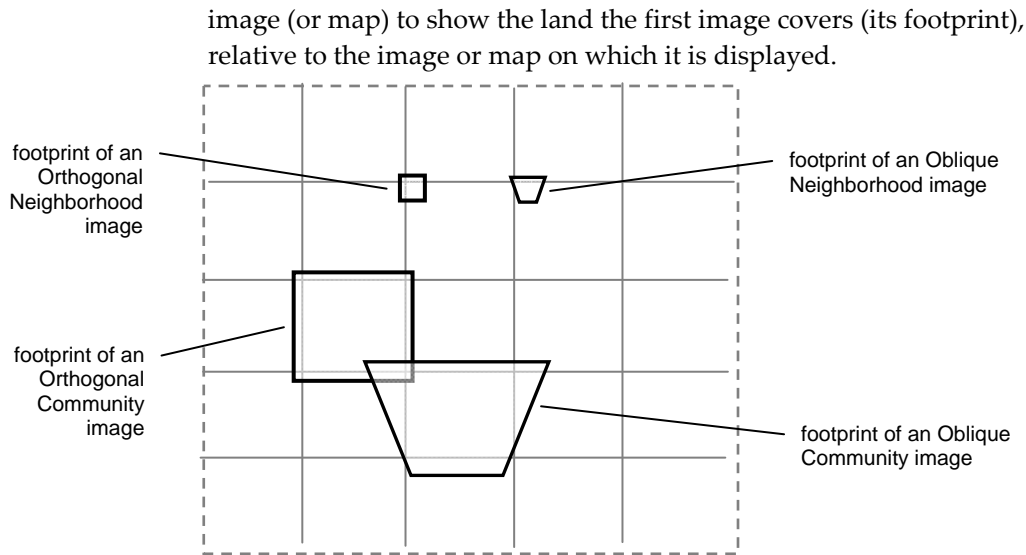 image (or map) to show the land the first image covers (its footprint),
relative to the image or map on which it is displayed.
footprint of an
Orthogonal
Neighborhood
image
footprint of an Oblique
Neighborhood image
footprint of an
Orthogonal
Community
image
footprint of an Oblique
Community image